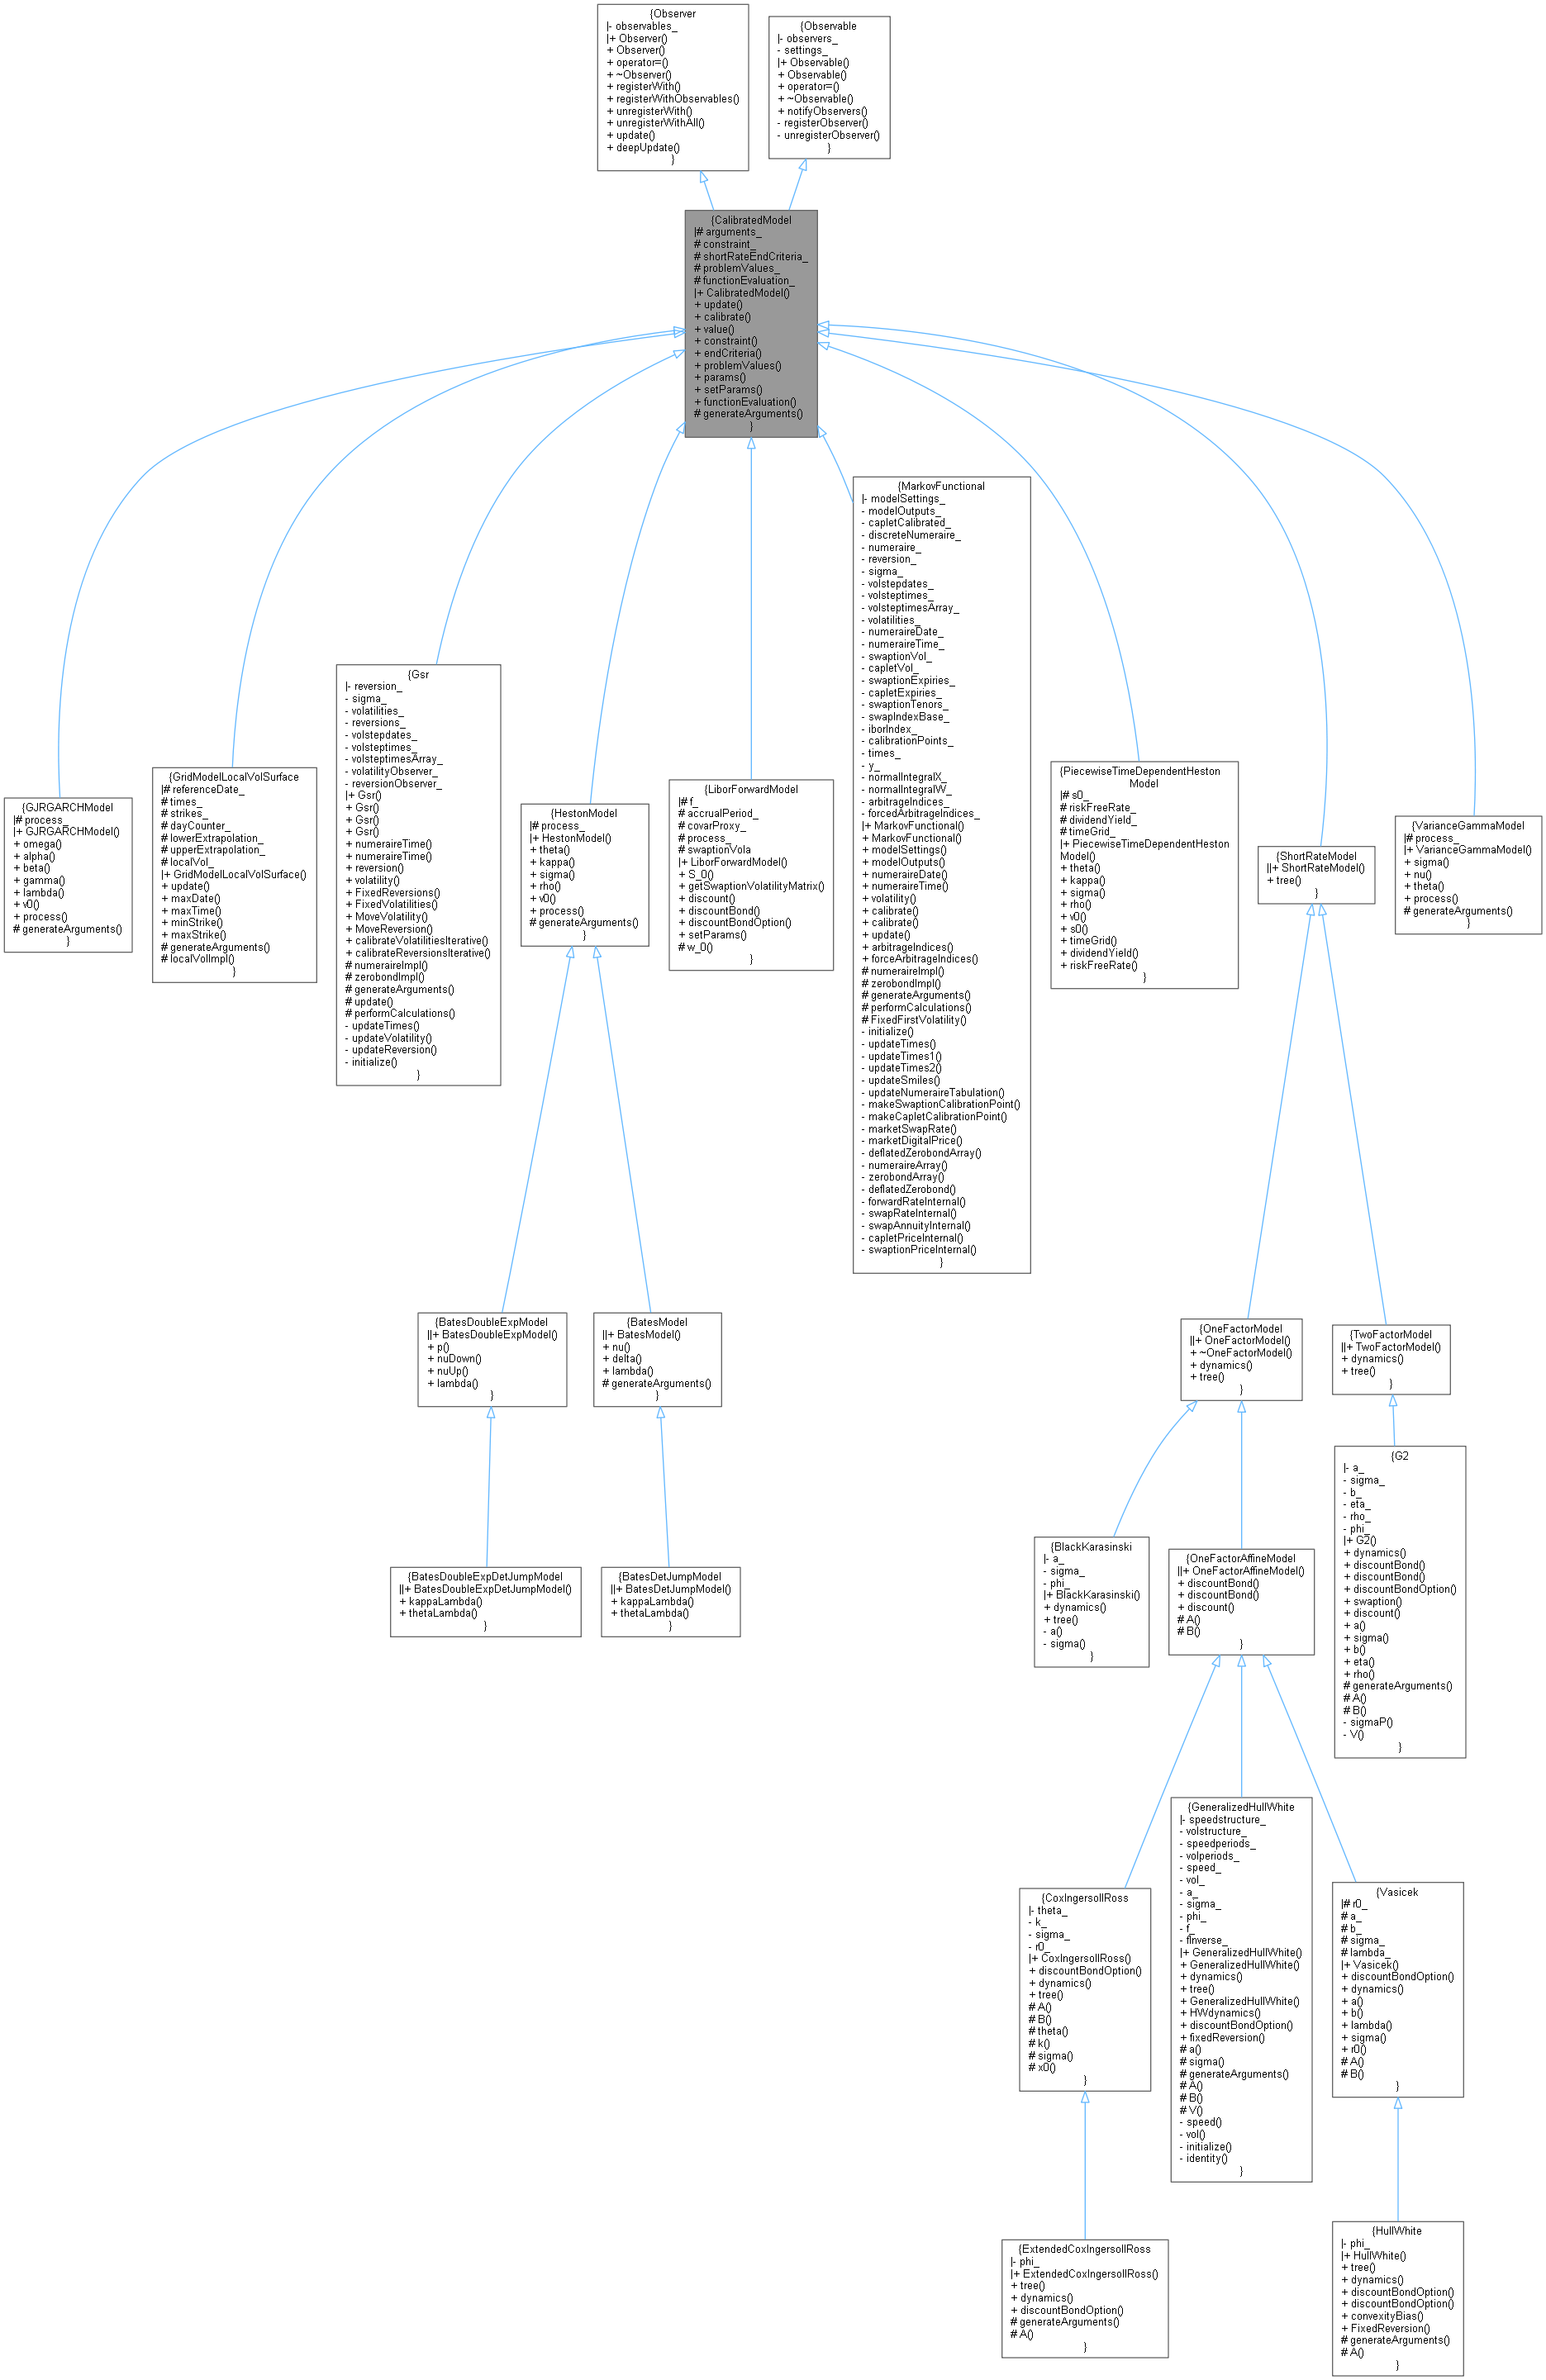 {Observer
|- observables_
|+ Observer()
+ Observer()
+ operator=()
+ ~Observer()
+ registerWith()
+ registerWithObservables()
+ unregisterWith()
+ unregisterWithAll()
+ update()
+ deepUpdate()
}
{Observable
|- observers_
- settings_
|+ Observable()
+ Observable()
+ operator=()
+ ~Observable()
+ notifyObservers()
- registerObserver()
- unregisterObserver()
}
{CalibratedModel
|# arguments_
# constraint_
# shortRateEndCriteria_
# problemValues_
# functionEvaluation_
|+ CalibratedModel()
+ update()
+ calibrate()
+ value()
+ constraint()
+ endCriteria()
+ problemValues()
+ params()
+ setParams()
+ functionEvaluation()
# generateArguments()
}
{GJRGARCHModel
|# process_
|+ GJRGARCHModel()
+ omega()
+ alpha()
+ beta()
+ gamma()
+ lambda()
+ v0()
+ process()
# generateArguments()
}
{GridModelLocalVolSurface
|# referenceDate_
# times_
# strikes_
# dayCounter_
# lowerExtrapolation_
# upperExtrapolation_
# localVol_
|+ GridModelLocalVolSurface()
+ update()
+ maxDate()
+ maxTime()
+ minStrike()
+ maxStrike()
# generateArguments()
# localVolImpl()
}
{Gsr
|- reversion_
- sigma_
- volatilities_
- reversions_
- volstepdates_
- volsteptimes_
- volsteptimesArray_
- volatilityObserver_
- reversionObserver_
|+ Gsr()
+ Gsr()
+ Gsr()
+ Gsr()
+ numeraireTime()
+ numeraireTime()
+ reversion()
+ volatility()
+ FixedReversions()
+ FixedVolatilities()
+ MoveVolatility()
+ MoveReversion()
+ calibrateVolatilitiesIterative()
+ calibrateReversionsIterative()
# numeraireImpl()
# zerobondImpl()
# generateArguments()
# update()
# performCalculations()
- updateTimes()
- updateVolatility()
- updateReversion()
- initialize()
}
{HestonModel
|# process_
|+ HestonModel()
+ theta()
+ kappa()
+ sigma()
+ rho()
+ v0()
+ process()
# generateArguments()
}
{LiborForwardModel
|# f_
# accrualPeriod_
# covarProxy_
# process_
# swaptionVola
|+ LiborForwardModel()
+ S_0()
+ getSwaptionVolatilityMatrix()
+ discount()
+ discountBond()
+ discountBondOption()
+ setParams()
# w_0()
}
{MarkovFunctional
|- modelSettings_
- modelOutputs_
- capletCalibrated_
- discreteNumeraire_
- numeraire_
- reversion_
- sigma_
- volstepdates_
- volsteptimes_
- volsteptimesArray_
- volatilities_
- numeraireDate_
- numeraireTime_
- swaptionVol_
- capletVol_
- swaptionExpiries_
- capletExpiries_
- swaptionTenors_
- swapIndexBase_
- iborIndex_
- calibrationPoints_
- times_
- y_
- normalIntegralX_
- normalIntegralW_
- arbitrageIndices_
- forcedArbitrageIndices_
|+ MarkovFunctional()
+ MarkovFunctional()
+ modelSettings()
+ modelOutputs()
+ numeraireDate()
+ numeraireTime()
+ volatility()
+ calibrate()
+ calibrate()
+ update()
+ arbitrageIndices()
+ forceArbitrageIndices()
# numeraireImpl()
# zerobondImpl()
# generateArguments()
# performCalculations()
# FixedFirstVolatility()
- initialize()
- updateTimes()
- updateTimes1()
- updateTimes2()
- updateSmiles()
- updateNumeraireTabulation()
- makeSwaptionCalibrationPoint()
- makeCapletCalibrationPoint()
- marketSwapRate()
- marketDigitalPrice()
- deflatedZerobondArray()
- numeraireArray()
- zerobondArray()
- deflatedZerobond()
- forwardRateInternal()
- swapRateInternal()
- swapAnnuityInternal()
- capletPriceInternal()
- swaptionPriceInternal()
}
{PiecewiseTimeDependentHeston
Model
|# s0_
# riskFreeRate_
# dividendYield_
# timeGrid_
|+ PiecewiseTimeDependentHeston
Model()
+ theta()
+ kappa()
+ sigma()
+ rho()
+ v0()
+ s0()
+ timeGrid()
+ dividendYield()
+ riskFreeRate()
}
{ShortRateModel
||+ ShortRateModel()
+ tree()
}
{VarianceGammaModel
|# process_
|+ VarianceGammaModel()
+ sigma()
+ nu()
+ theta()
+ process()
# generateArguments()
}
{BatesDoubleExpModel
||+ BatesDoubleExpModel()
+ p()
+ nuDown()
+ nuUp()
+ lambda()
}
{BatesModel
||+ BatesModel()
+ nu()
+ delta()
+ lambda()
# generateArguments()
}
{OneFactorModel
||+ OneFactorModel()
+ ~OneFactorModel()
+ dynamics()
+ tree()
}
{TwoFactorModel
||+ TwoFactorModel()
+ dynamics()
+ tree()
}
{BatesDoubleExpDetJumpModel
||+ BatesDoubleExpDetJumpModel()
+ kappaLambda()
+ thetaLambda()
}
{BatesDetJumpModel
||+ BatesDetJumpModel()
+ kappaLambda()
+ thetaLambda()
}
{BlackKarasinski
|- a_
- sigma_
- phi_
|+ BlackKarasinski()
+ dynamics()
+ tree()
- a()
- sigma()
}
{OneFactorAffineModel
||+ OneFactorAffineModel()
+ discountBond()
+ discountBond()
+ discount()
# A()
# B()
}
{G2
|- a_
- sigma_
- b_
- eta_
- rho_
- phi_
|+ G2()
+ dynamics()
+ discountBond()
+ discountBond()
+ discountBondOption()
+ swaption()
+ discount()
+ a()
+ sigma()
+ b()
+ eta()
+ rho()
# generateArguments()
# A()
# B()
- sigmaP()
- V()
}
{CoxIngersollRoss
|- theta_
- k_
- sigma_
- r0_
|+ CoxIngersollRoss()
+ discountBondOption()
+ dynamics()
+ tree()
# A()
# B()
# theta()
# k()
# sigma()
# x0()
}
{GeneralizedHullWhite
|- speedstructure_
- volstructure_
- speedperiods_
- volperiods_
- speed_
- vol_
- a_
- sigma_
- phi_
- f_
- fInverse_
|+ GeneralizedHullWhite()
+ GeneralizedHullWhite()
+ dynamics()
+ tree()
+ GeneralizedHullWhite()
+ HWdynamics()
+ discountBondOption()
+ fixedReversion()
# a()
# sigma()
# generateArguments()
# A()
# B()
# V()
- speed()
- vol()
- initialize()
- identity()
}
{Vasicek
|# r0_
# a_
# b_
# sigma_
# lambda_
|+ Vasicek()
+ discountBondOption()
+ dynamics()
+ a()
+ b()
+ lambda()
+ sigma()
+ r0()
# A()
# B()
}
{ExtendedCoxIngersollRoss
|- phi_
|+ ExtendedCoxIngersollRoss()
+ tree()
+ dynamics()
+ discountBondOption()
# generateArguments()
# A()
}
{HullWhite
|- phi_
|+ HullWhite()
+ tree()
+ dynamics()
+ discountBondOption()
+ discountBondOption()
+ convexityBias()
+ FixedReversion()
# generateArguments()
# A()
}